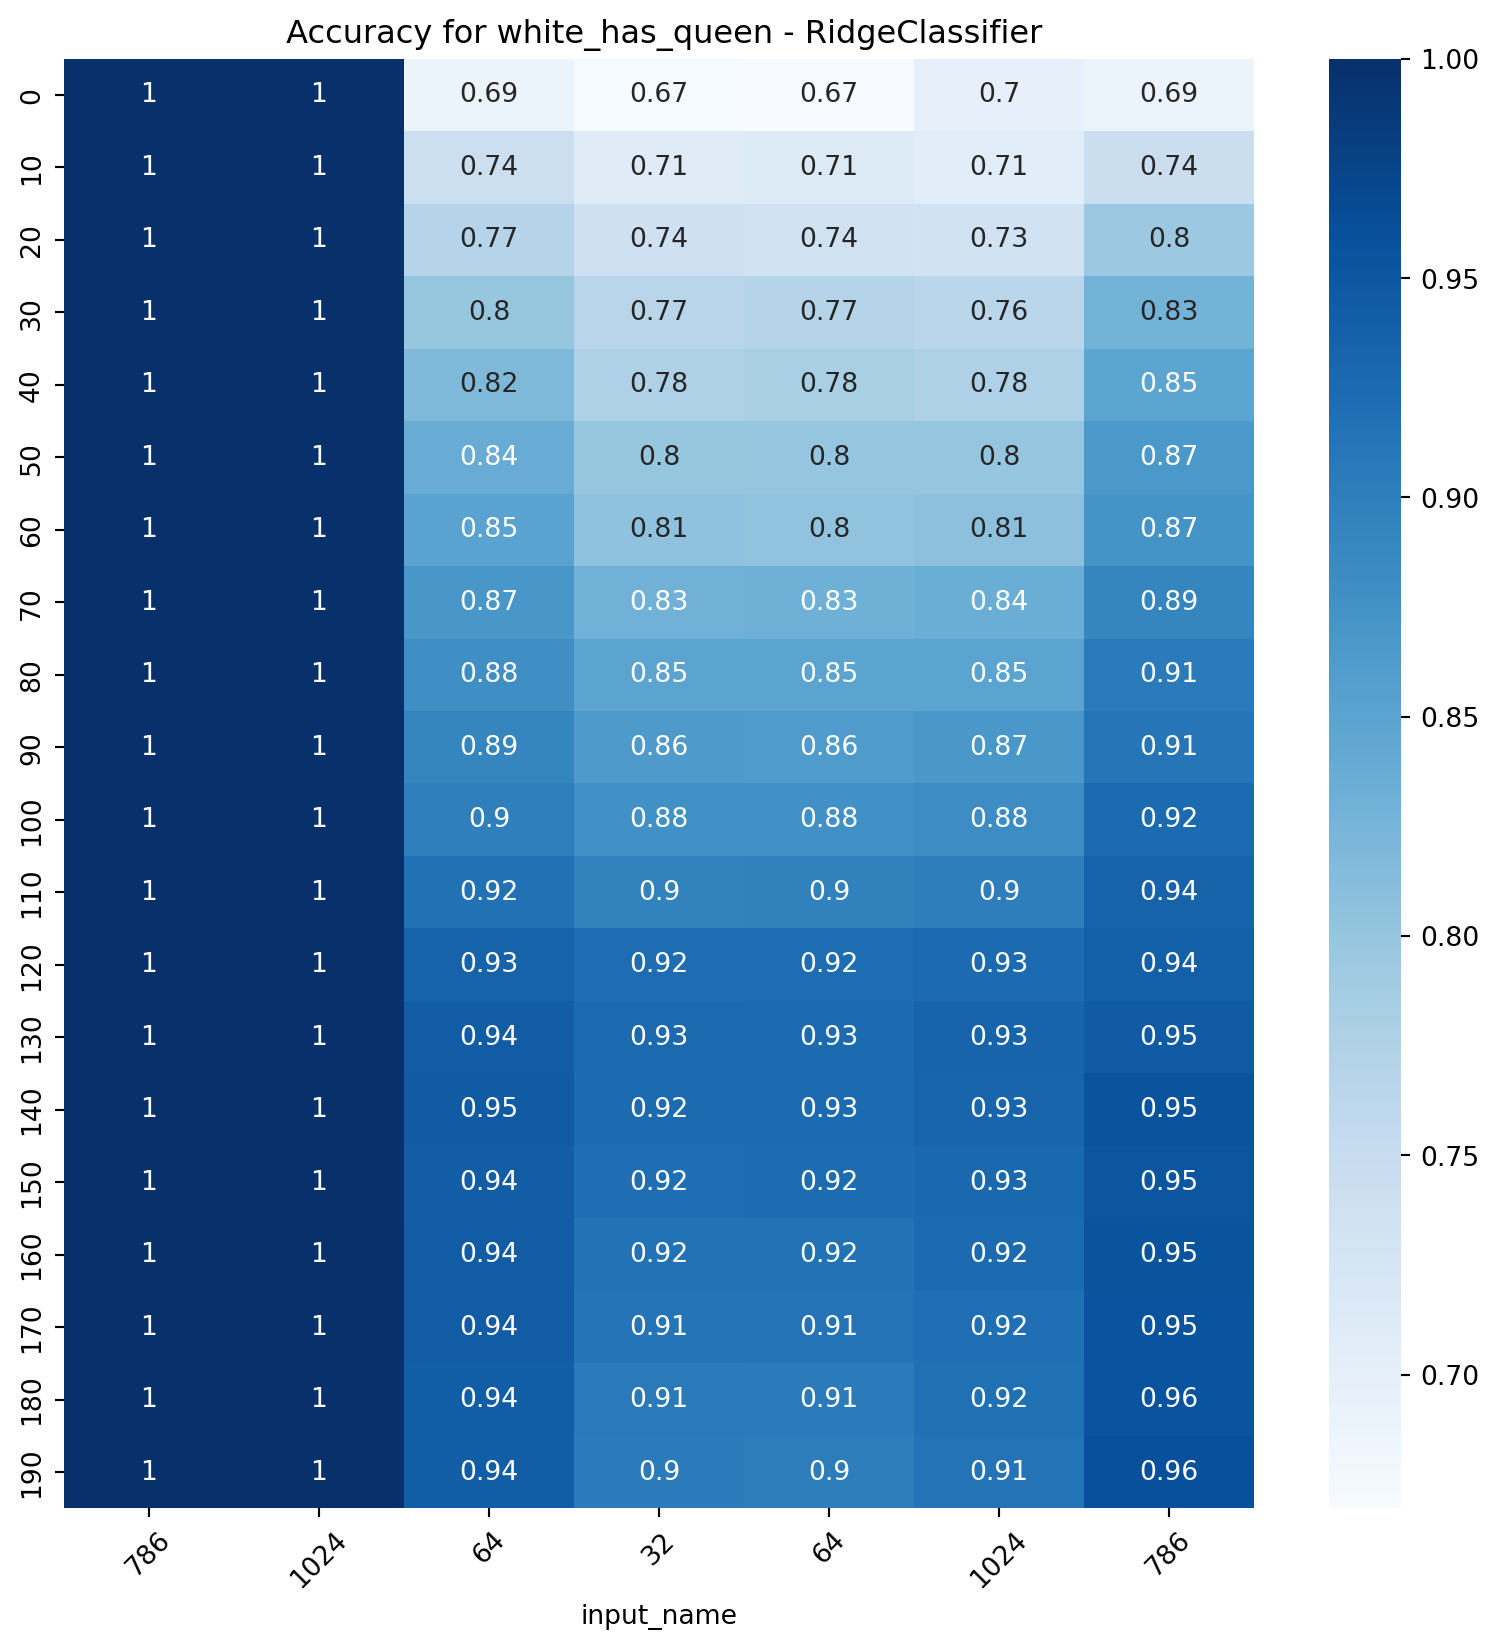 Accuracy for white_has_queen - RidgeClassifier
0 1 1 0.69 0.67 0.67 0.7 0.69
10 1 1 0.74 0.71 0.71 0.71 0.74
20 1 1 0.77 0.74 0.74 0.73 0.8
30 1 1 0.8 0.77 0.77 0.76 0.83
40 1 1 0.82 0.78 0.78 0.78 0.85
50 1 1 0.84 0.8 0.8 0.8 0.87
60 1 1 0.85 0.81 0.8 0.81 0.87
70 1 1 0.87 0.83 0.83 0.84 0.89
80 1 1 0.88 0.85 0.85 0.85 0.91
90 1 1 0.89 0.86 0.86 0.87 0.91
100 1 1 0.9 0.88 0.88 0.88 0.92
110 1 1 0.92 0.9 0.9 0.9 0.94
120 1 1 0.93 0.92 0.92 0.93 0.94
130 1 1 0.94 0.93 0.93 0.93 0.95
140 1 1 0.95 0.92 0.93 0.93 0.95
150 1 1 0.94 0.92 0.92 0.93 0.95
160 1 1 0.94 0.92 0.92 0.92 0.95
170 1 1 0.94 0.91 0.91 0.92 0.95
180 1 1 0.94 0.91 0.91 0.92 0.96
190 1 1 0.94 0.9 0.9 0.91 0.96
786 1024 64 32 64 1024 786
input_name
1.00
0.95
0.90
0.85
0.80
0.75
0.70